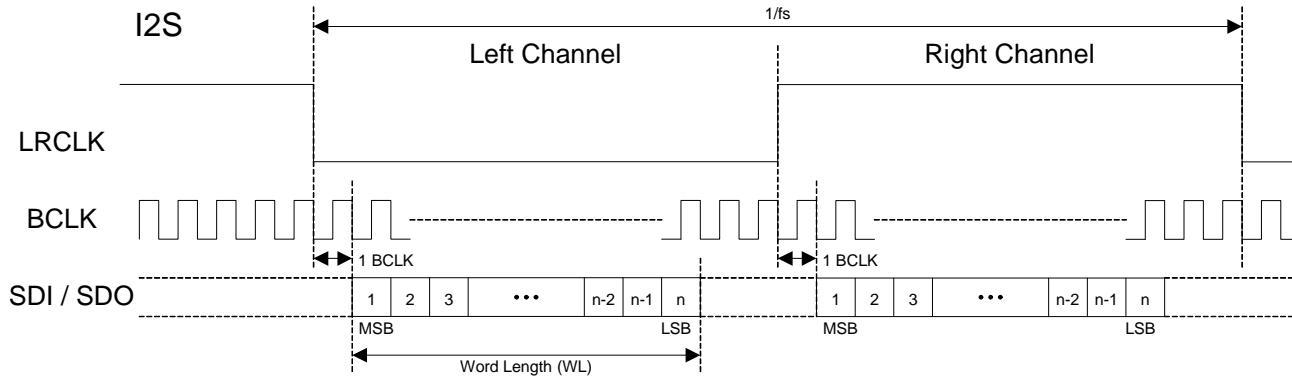 I2S
1/fs
Left Channel Right Channel
LRCLK
BCLK
1 BCLK 1 BCLK
SDI / SDO 1 2 3 ••• n-2 n-1 n 1 2 3 ••• n-2 n-1 n
MSB LSB MSB LSB
Word Length (WL)